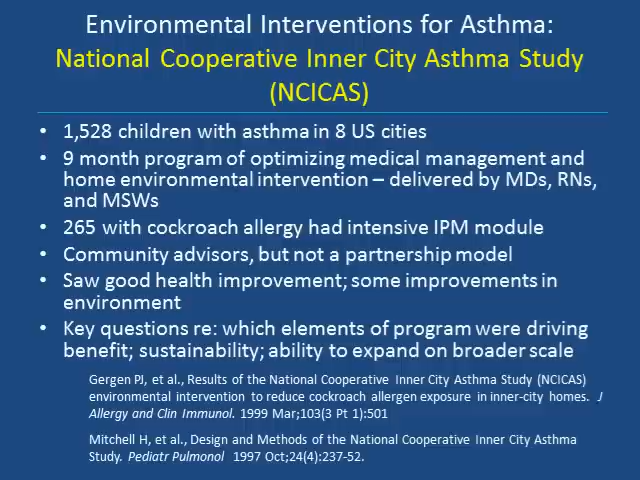 Environmental Interventions for Asthma:
National Cooperative Inner City Asthma Study
(NCICAS)
• 1,528 children with asthma in 8 US cities
• 9 month program of optimizing medical management and
home environmental intervention – delivered by MDs, RNs,
and MSWs
• 265 with cockroach allergy had intensive IPM module
• Community advisors, but not a partnership model
• Saw good health improvement; some improvements in
environment
• Key questions re: which elements of program were driving
benefit; sustainability; ability to expand on broader scale
Gergen PJ, et al., Results of the National Cooperative Inner City Asthma Study (NCICAS)
environmental intervention to reduce cockroach allergen exposure in inner-city homes. J
Allergy and Clin Immunol. 1999 Mar;103(3 Pt 1):501
Mitchell H, et al., Design and Methods of the National Cooperative Inner City Asthma
Study. Pediatr Pulmonol 1997 Oct;24(4):237-52.